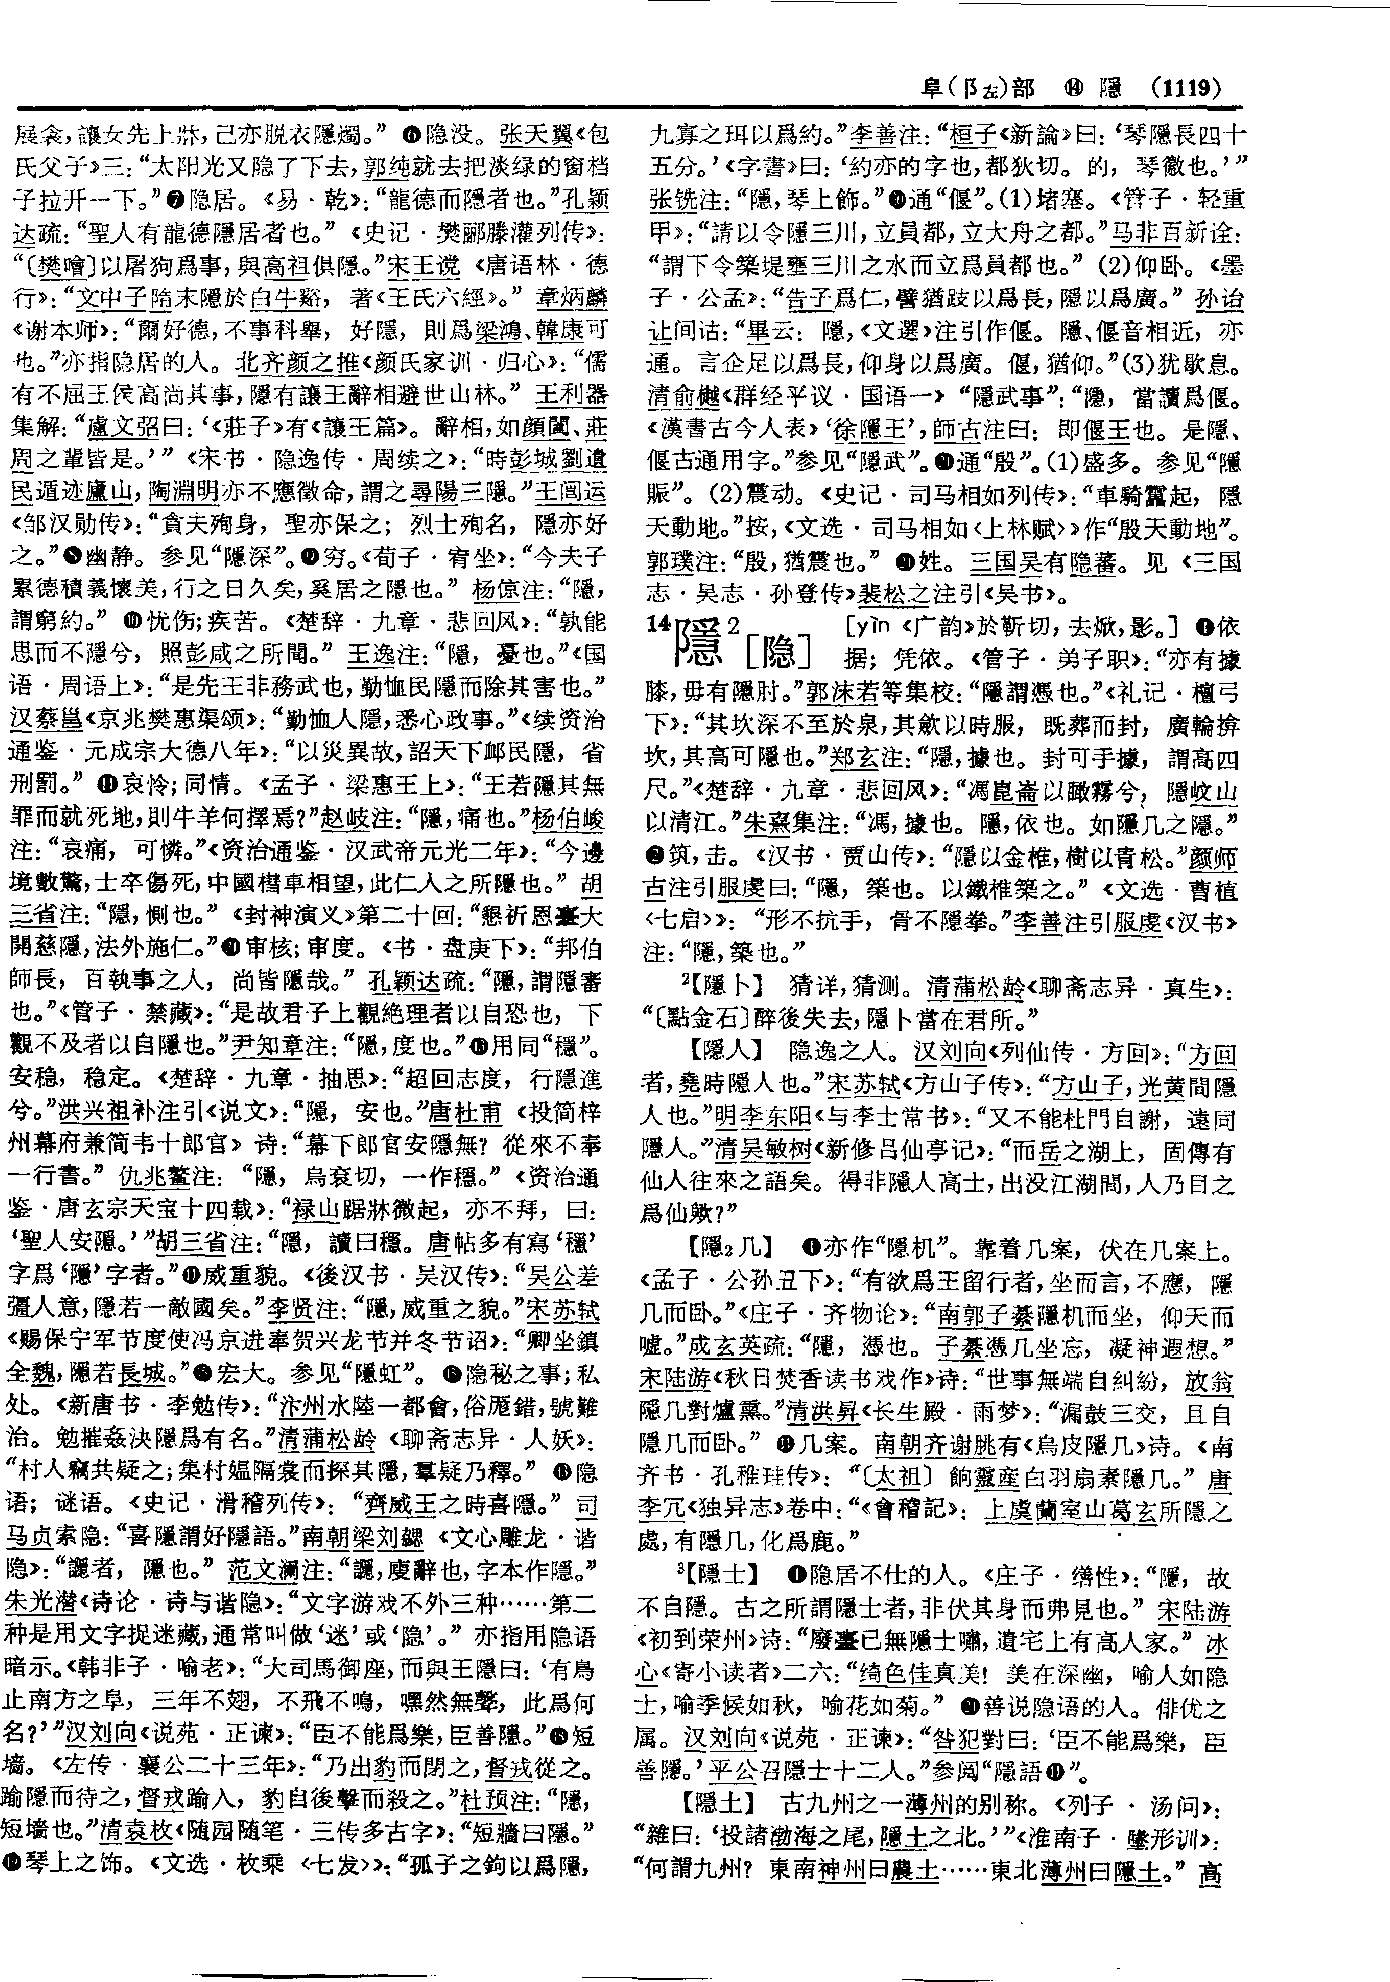 阜(阝左)部 ⑭ 隱 (1119)
展衾，讓女先上牀，己亦脱衣隱燭。” ❻隐没。张天翼《包
氏父子》三：“太阳光又隐了下去，郭纯就去把淡绿的窗档
子拉开一下。”❼隐居。《易·乾》：“龍德而隱者也。”孔颖
达疏：“聖人有龍德隱居者也。”《史记·樊郦滕灌列传》：
“〔樊噲〕以屠狗爲事，與高祖俱隱。”宋王谠《唐语林·德
行》：“文中子隋末隱於白牛谿，著《王氏六經》。” 章炳麟
《谢本师》：“爾好德，不事科舉，好隱，則爲梁鴻、韓康可
也。”亦指隐居的人。北齐颜之推《颜氏家训·归心》：“儒
有不屈王侯高尚其事，隱有讓王辭相避世山林。” 王利器
集解：“盧文弨曰：‘《莊子》有《讓王篇》。辭相，如顔闔、莊
周之輩皆是。’”《宋书·隐逸传·周续之》：“時彭城劉遺
民遁迹廬山，陶淵明亦不應徵命，謂之尋陽三隱。”王闿运
《邹汉勋传》：“貪夫殉身，聖亦保之；烈士殉名，隱亦好
之。”❽幽静。参见“隱深”。❾穷。《荀子·宥坐》：“今夫子
累德積義懷美，行之日久矣，奚居之隱也。” 杨倞注：“隱，
謂窮約。” ❿忧伤；疾苦。《楚辞·九章·悲回风》：“孰能
思而不隱兮，照彭咸之所聞。” 王逸注：“隱，憂也。”《国
语·周语上》：“是先王非務武也，勤恤民隱而除其害也。”
汉蔡邕《京兆樊惠渠颂》：“勤恤人隱，悉心政事。”《续资治
通鉴·元成宗大德八年》：“以災異故，詔天下卹民隱，省
刑罰。” ⓫哀怜；同情。《孟子·梁惠王上》：“王若隱其無
罪而就死地，則牛羊何擇焉？”赵岐注：“隱，痛也。”杨伯峻
注：“哀痛，可憐。”《资治通鉴·汉武帝元光二年》：“今邊
境數驚，士卒傷死，中國槥車相望，此仁人之所隱也。” 胡
三省注：“隱，惻也。”《封神演义》第二十回：“懇祈恩臺大
開慈隱，法外施仁。”⓬审核；审度。《书·盘庚下》：“邦伯
師長，百執事之人，尚皆隱哉。” 孔颖达疏：“隱，謂隱審
也。”《管子·禁藏》：“是故君子上觀絶理者以自恐也，下
觀不及者以自隱也。”尹知章注：“隱，度也。”⓭用同“穩”。
安稳，稳定。《楚辞·九章·抽思》：“超回志度，行隱進
兮。”洪兴祖补注引《说文》：“隱，安也。”唐杜甫《投简梓
州幕府兼简韦十郎官》诗：“幕下郎官安隱無？從來不奉
一行書。” 仇兆鳌注：“隱，烏衮切，一作穩。”《资治通
鉴·唐玄宗天宝十四载》：“禄山踞牀微起，亦不拜，曰：
‘聖人安隱。’”胡三省注：“隱，讀曰穩。唐帖多有寫‘穩’
字爲‘隱’字者。”⓮威重貌。《後汉书·吴汉传》：“吴公差
彊人意，隱若一敵國矣。”李贤注：“隱，威重之貌。”宋苏轼
《赐保宁军节度使冯京进奉贺兴龙节并冬节诏》：“卿坐鎮
全魏，隱若長城。”⓯宏大。参见“隱虹”。 ⓰隐秘之事；私
处。《新唐书·李勉传》：“汴州水陸一都會，俗厖錯，號難
治。勉摧姦決隱爲有名。”清蒲松龄《聊斋志异·人妖》：
“村人竊共疑之；集村媪隔裳而探其隱，羣疑乃釋。” ⓱隐
语；谜语。《史记·滑稽列传》：“齊威王之時喜隱。” 司
马贞索隐：“喜隱謂好隱語。”南朝梁刘勰《文心雕龙·谐
隐》：“讔者，隱也。” 范文澜注：“讔，廋辭也，字本作隱。”
朱光潜《诗论·诗与谐隐》：“文字游戏不外三种……第二
种是用文字捉迷藏，通常叫做‘迷’或‘隐’。” 亦指用隐语
暗示。《韩非子·喻老》：“大司馬御座，而與王隱曰：‘有鳥
止南方之阜，三年不翅，不飛不鳴，嘿然無聲，此爲何
名？’”汉刘向《说苑·正谏》：“臣不能爲樂，臣善隱。”⓲短
墙。《左传·襄公二十三年》：“乃出豹而閉之，督戎從之。
踰隱而待之，督戎踰入，豹自後擊而殺之。”杜预注：“隱，
短墻也。”清袁枚《随园随笔·三传多古字》：“短牆曰隱。”
⓳琴上之饰。《文选·枚乘〈七发〉》：“孤子之鉤以爲隱，
九寡之珥以爲約。”李善注：“桓子《新論》曰：‘琴隱長四十
五分。’《字書》曰：‘約亦的字也，都狄切。的，琴徽也。’”
张铣注：“隱，琴上飾。”⓴通“偃”。(1)堵塞。《管子·轻重
甲》：“請以令隱三川，立員都，立大舟之都。”马非百新诠：
“謂下令築堤壅三川之水而立爲員都也。” (2)仰卧。《墨
子·公孟》：“告子爲仁，譬猶跂以爲長，隱以爲廣。” 孙诒
让间诂：“畢云：隱，《文選》注引作偃。隱、偃音相近，亦
通。言企足以爲長，仰身以爲廣。偃，猶仰。”(3)犹歇息。
清俞樾《群经平议·国语一》“隱武事”：“隱，當讀爲偃。
《漢書古今人表》‘徐隱王’，師古注曰：即偃王也。是隱、
偃古通用字。”参见“隱武”。㉑通“殷”。(1)盛多。参见“隱
賑”。(2)震动。《史记·司马相如列传》：“車騎靁起，隱
天動地。”按，《文选·司马相如〈上林赋〉》作“殷天動地”。
郭璞注：“殷，猶震也。” ㉒姓。三国吴有隐蕃。见《三国
志·吴志·孙登传》裴松之注引《吴书》。
14隱2[隐] [yìn《广韵》於靳切，去焮，影。] ❶依
据；凭依。《管子·弟子职》：“亦有據
膝，毋有隱肘。”郭沫若等集校：“隱謂憑也。”《礼记·檀弓
下》：“其坎深不至於泉，其斂以時服，既葬而封，廣輪揜
坎，其高可隱也。”郑玄注：“隱，據也。封可手據，謂高四
尺。”《楚辞·九章·悲回风》：“馮崑崙以瞰霧兮，隱岐山
以清江。”朱熹集注：“馮，據也。隱，依也。如隱几之隱。”
❷筑，击。《汉书·贾山传》：“隱以金椎，樹以青松。”颜师
古注引服虔曰：“隱，築也。以鐵椎築之。”《文选·曹植
〈七启〉》：“形不抗手，骨不隱拳。”李善注引服虔《汉书》
注：“隱，築也。”
²【隱卜】 猜详，猜测。清蒲松龄《聊斋志异·真生》：
“〔點金石〕醉後失去，隱卜當在君所。”
【隱人】 隐逸之人。汉刘向《列仙传·方回》：“方回
者，堯時隱人也。”宋苏轼《方山子传》：“方山子，光黄間隱
人也。”明李东阳《与李士常书》：“又不能杜門自謝，遠同
隱人。”清吴敏树《新修吕仙亭记》：“而岳之湖上，固傳有
仙人往來之語矣。得非隱人高士，出没江湖間，人乃目之
爲仙歟？”
【隱₂几】 ❶亦作“隱机”。靠着几案，伏在几案上。
《孟子·公孙丑下》：“有欲爲王留行者，坐而言，不應，隱
几而卧。”《庄子·齐物论》：“南郭子綦隱机而坐，仰天而
嘘。”成玄英疏：“隱，憑也。子綦憑几坐忘，凝神遐想。”
宋陆游《秋日焚香读书戏作》诗：“世事無端自糾紛，放翁
隱几對爐熏。”清洪昇《长生殿·雨梦》：“漏鼓三交，且自
隱几而卧。” ❷几案。南朝齐谢朓有《烏皮隱几》诗。《南
齐书·孔稚珪传》：“〔太祖〕餉靈産白羽扇素隱几。” 唐
李冗《独异志》卷中：“《會稽記》：上虞蘭室山葛玄所隱之
處，有隱几，化爲鹿。”
³【隱士】 ❶隐居不仕的人。《庄子·缮性》：“隱，故
不自隱。古之所謂隱士者，非伏其身而弗見也。” 宋陆游
《初到荣州》诗：“廢臺已無隱士嘯，遺宅上有高人家。” 冰
心《寄小读者》二六：“绮色佳真美！美在深幽，喻人如隐
士，喻季候如秋，喻花如菊。” ❷善说隐语的人。俳优之
属。汉刘向《说苑·正谏》：“咎犯對曰：‘臣不能爲樂，臣
善隱。’平公召隱士十二人。”参阅“隱語❶”。
【隱土】 古九州之一薄州的别称。《列子·汤问》：
“雜曰：‘投諸渤海之尾，隱土之北。’”《淮南子·墬形训》：
“何謂九州？東南神州曰農土……東北薄州曰隱土。” 高